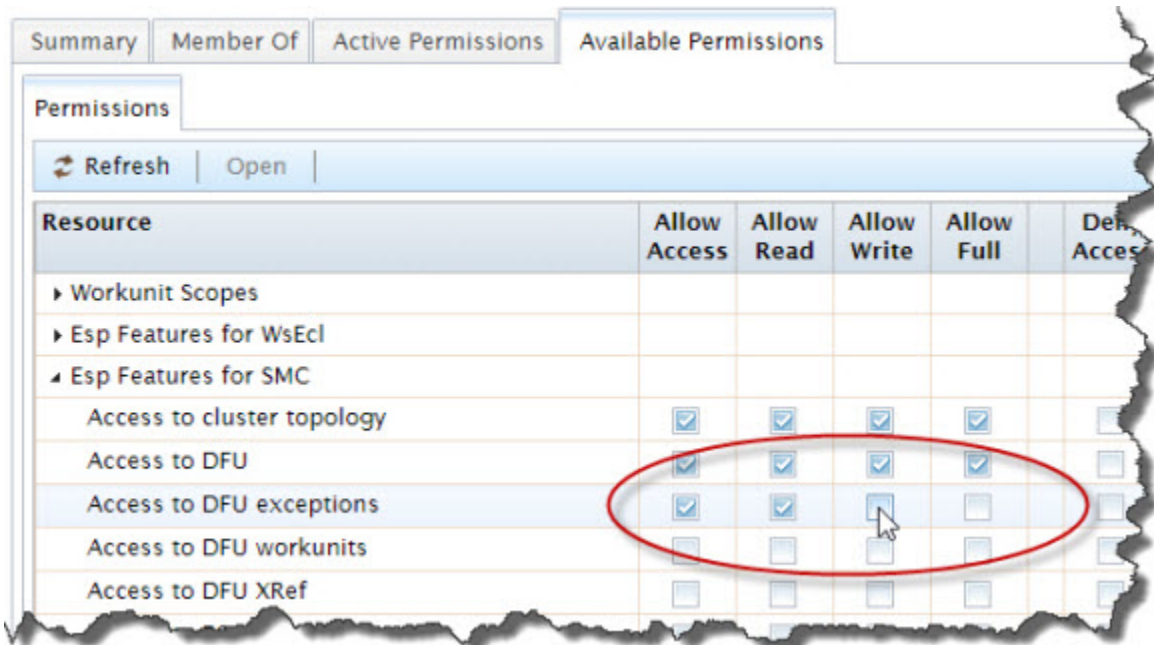 Summary Member Of Active Permissions Available Permissions
Permissions
Refresh Open
Resource Allow Access Allow Read Allow Write Allow Full
Workunit Scopes
Esp Features for WsEcl
Esp Features for SMC
Access to cluster topology
Access to DFU
Access to DFU exceptions
Access to DFU workunits
Access to DFU XRef